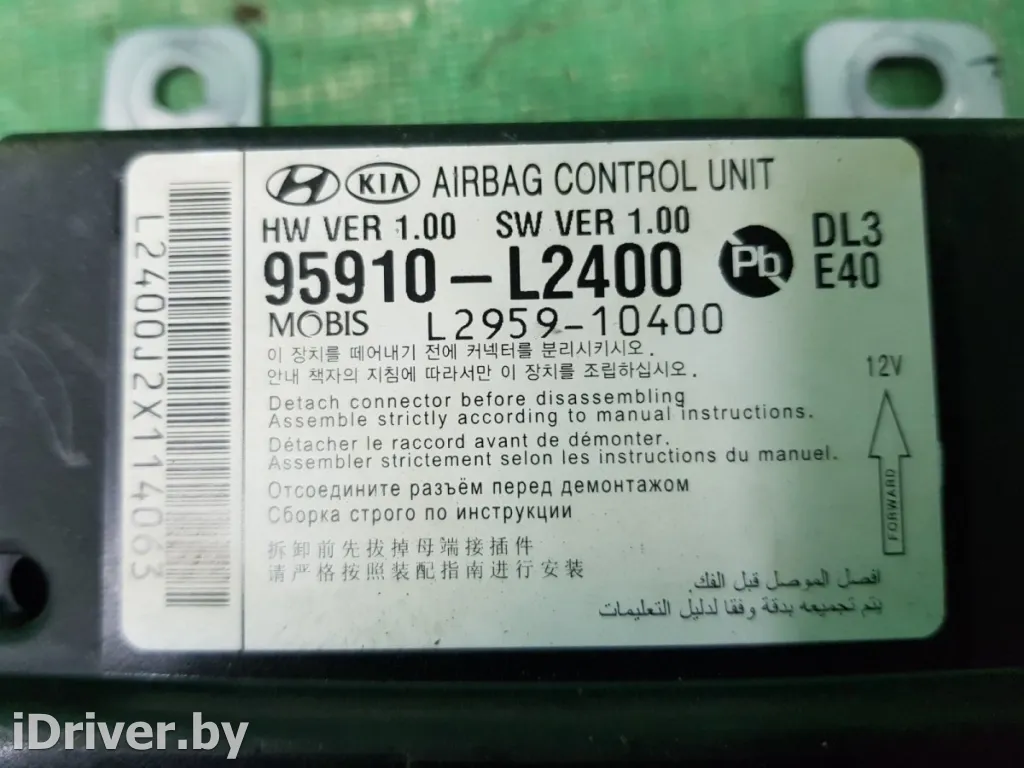 KIA AIRBAG CONTROL UNIT
HW VER 1.00 SW VER 1.00
95910-L2400
Pb
DL3
E40
MOBIS L2959-10400
이 장치를 떼어내기 전에 커넥터를 분리시키시오.
안내 책자의 지침에 따라서만 이 장치를 조립하십시오.
Detach connector before disassembling
Assemble strictly according to manual instructions.
Détacher le raccord avant de démonter.
Assembler strictement selon les instructions du manuel.
Отсоедините разъём перед демонтажом
Сборка строго по инструкции
拆卸前先拔掉母端接插件
请严格按照装配指南进行安装
افصل الموصل قبل الفك.
يتم تجميعه بدقة وفقا لدليل التعليمات
12V
FORWARD
L2400J2X114063
iDriver.by